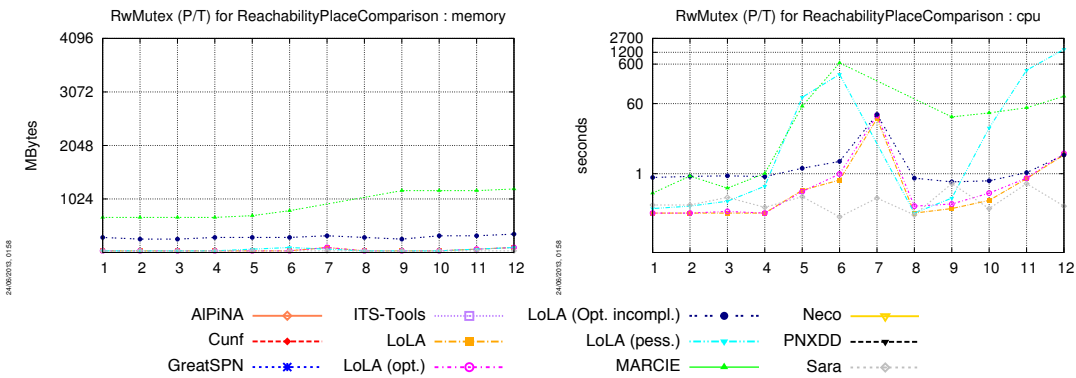 RwMutex (P/T) for ReachabilityPlaceComparison : memory
4096
3072
2048
1024
MBytes
1 2 3 4 5 6 7 8 9 10 11 12
24/06/2013, 01:58
RwMutex (P/T) for ReachabilityPlaceComparison : cpu
2700
1200
600
60
1
seconds
1 2 3 4 5 6 7 8 9 10 11 12
24/06/2013, 01:58
AlPiNA ITS-Tools LoLA (Opt. incompl.) Neco
Cunf LoLA LoLA (pess.) PNXDD
GreatSPN LoLA (opt.) MARCIE Sara